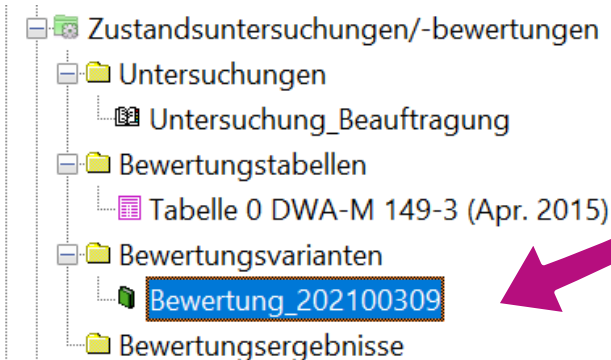 Zustandsuntersuchungen/-bewertungen
Untersuchungen
Untersuchung_Beauftragung
Bewertungstabellen
Tabelle 0 DWA-M 149-3 (Apr. 2015)
Bewertungsvarianten
Bewertung_202100309
Bewertungsergebnisse